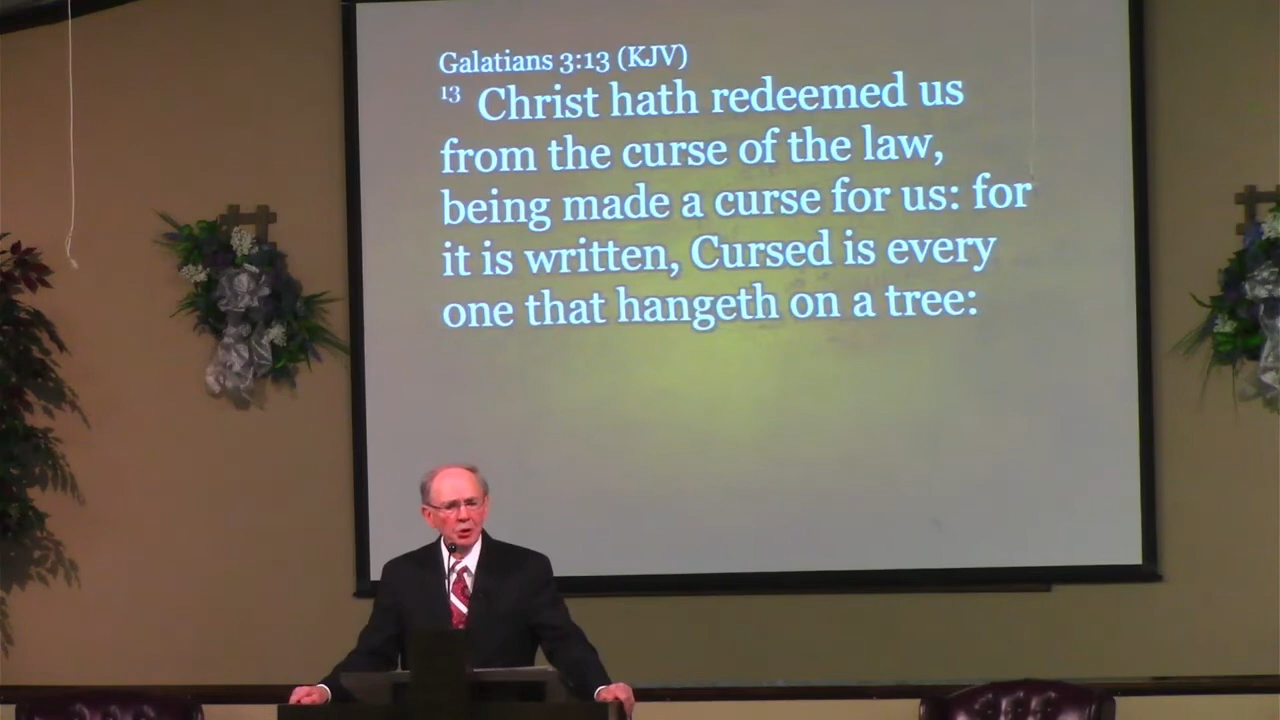 Galatians 3:13 (KJV)
13 Christ hath redeemed us
from the curse of the law,
being made a curse for us: for
it is written, Cursed is every
one that hangeth on a tree: